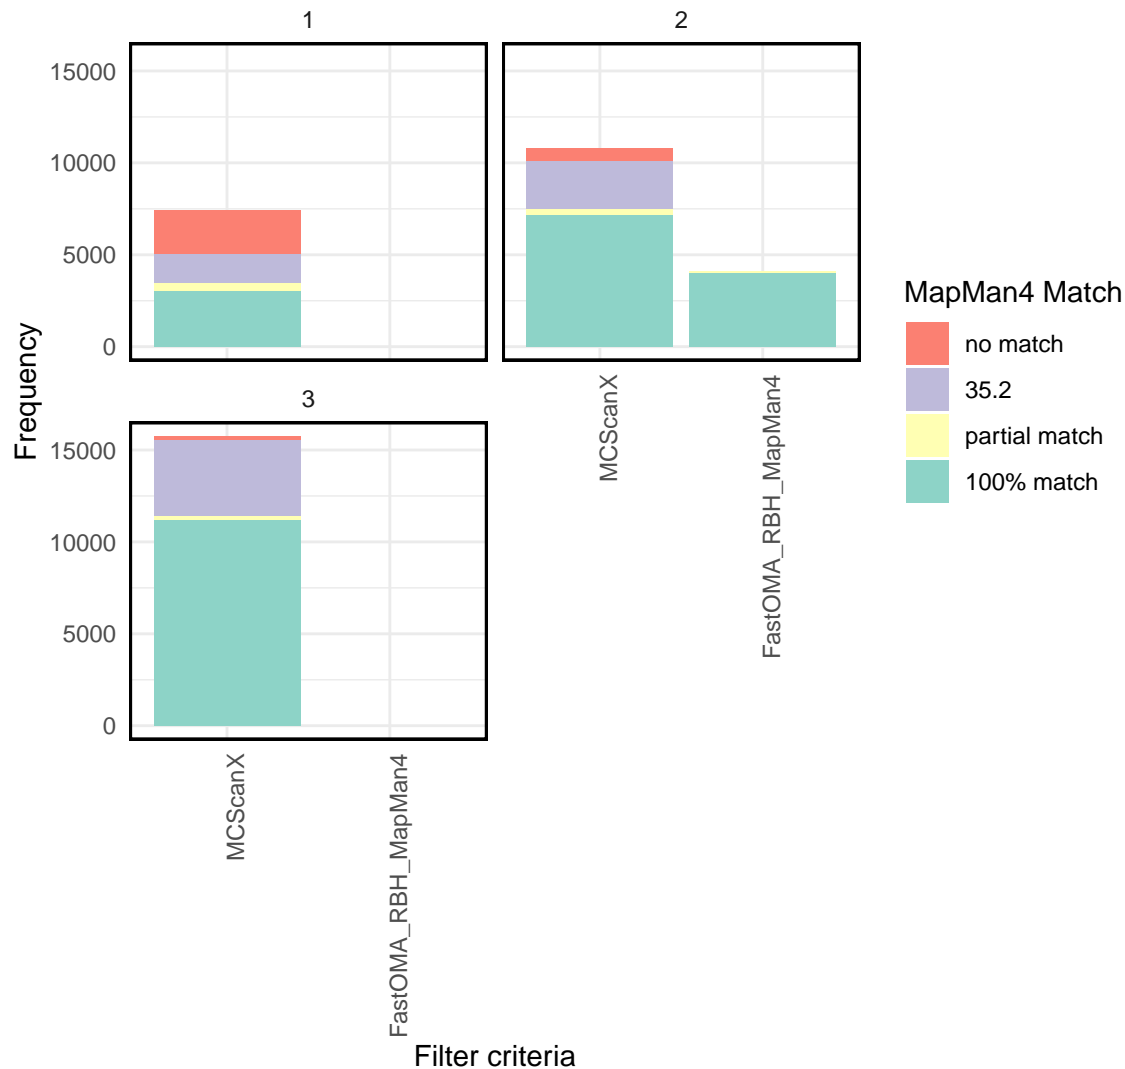 1
2
15000
10000
5000
0
Frequency
3
15000
10000
5000
0
MCScanX
FastOMA_RBH_MapMan4
MCScanX
FastOMA_RBH_MapMan4
Filter criteria
MapMan4 Match
no match
35.2
partial match
100% match